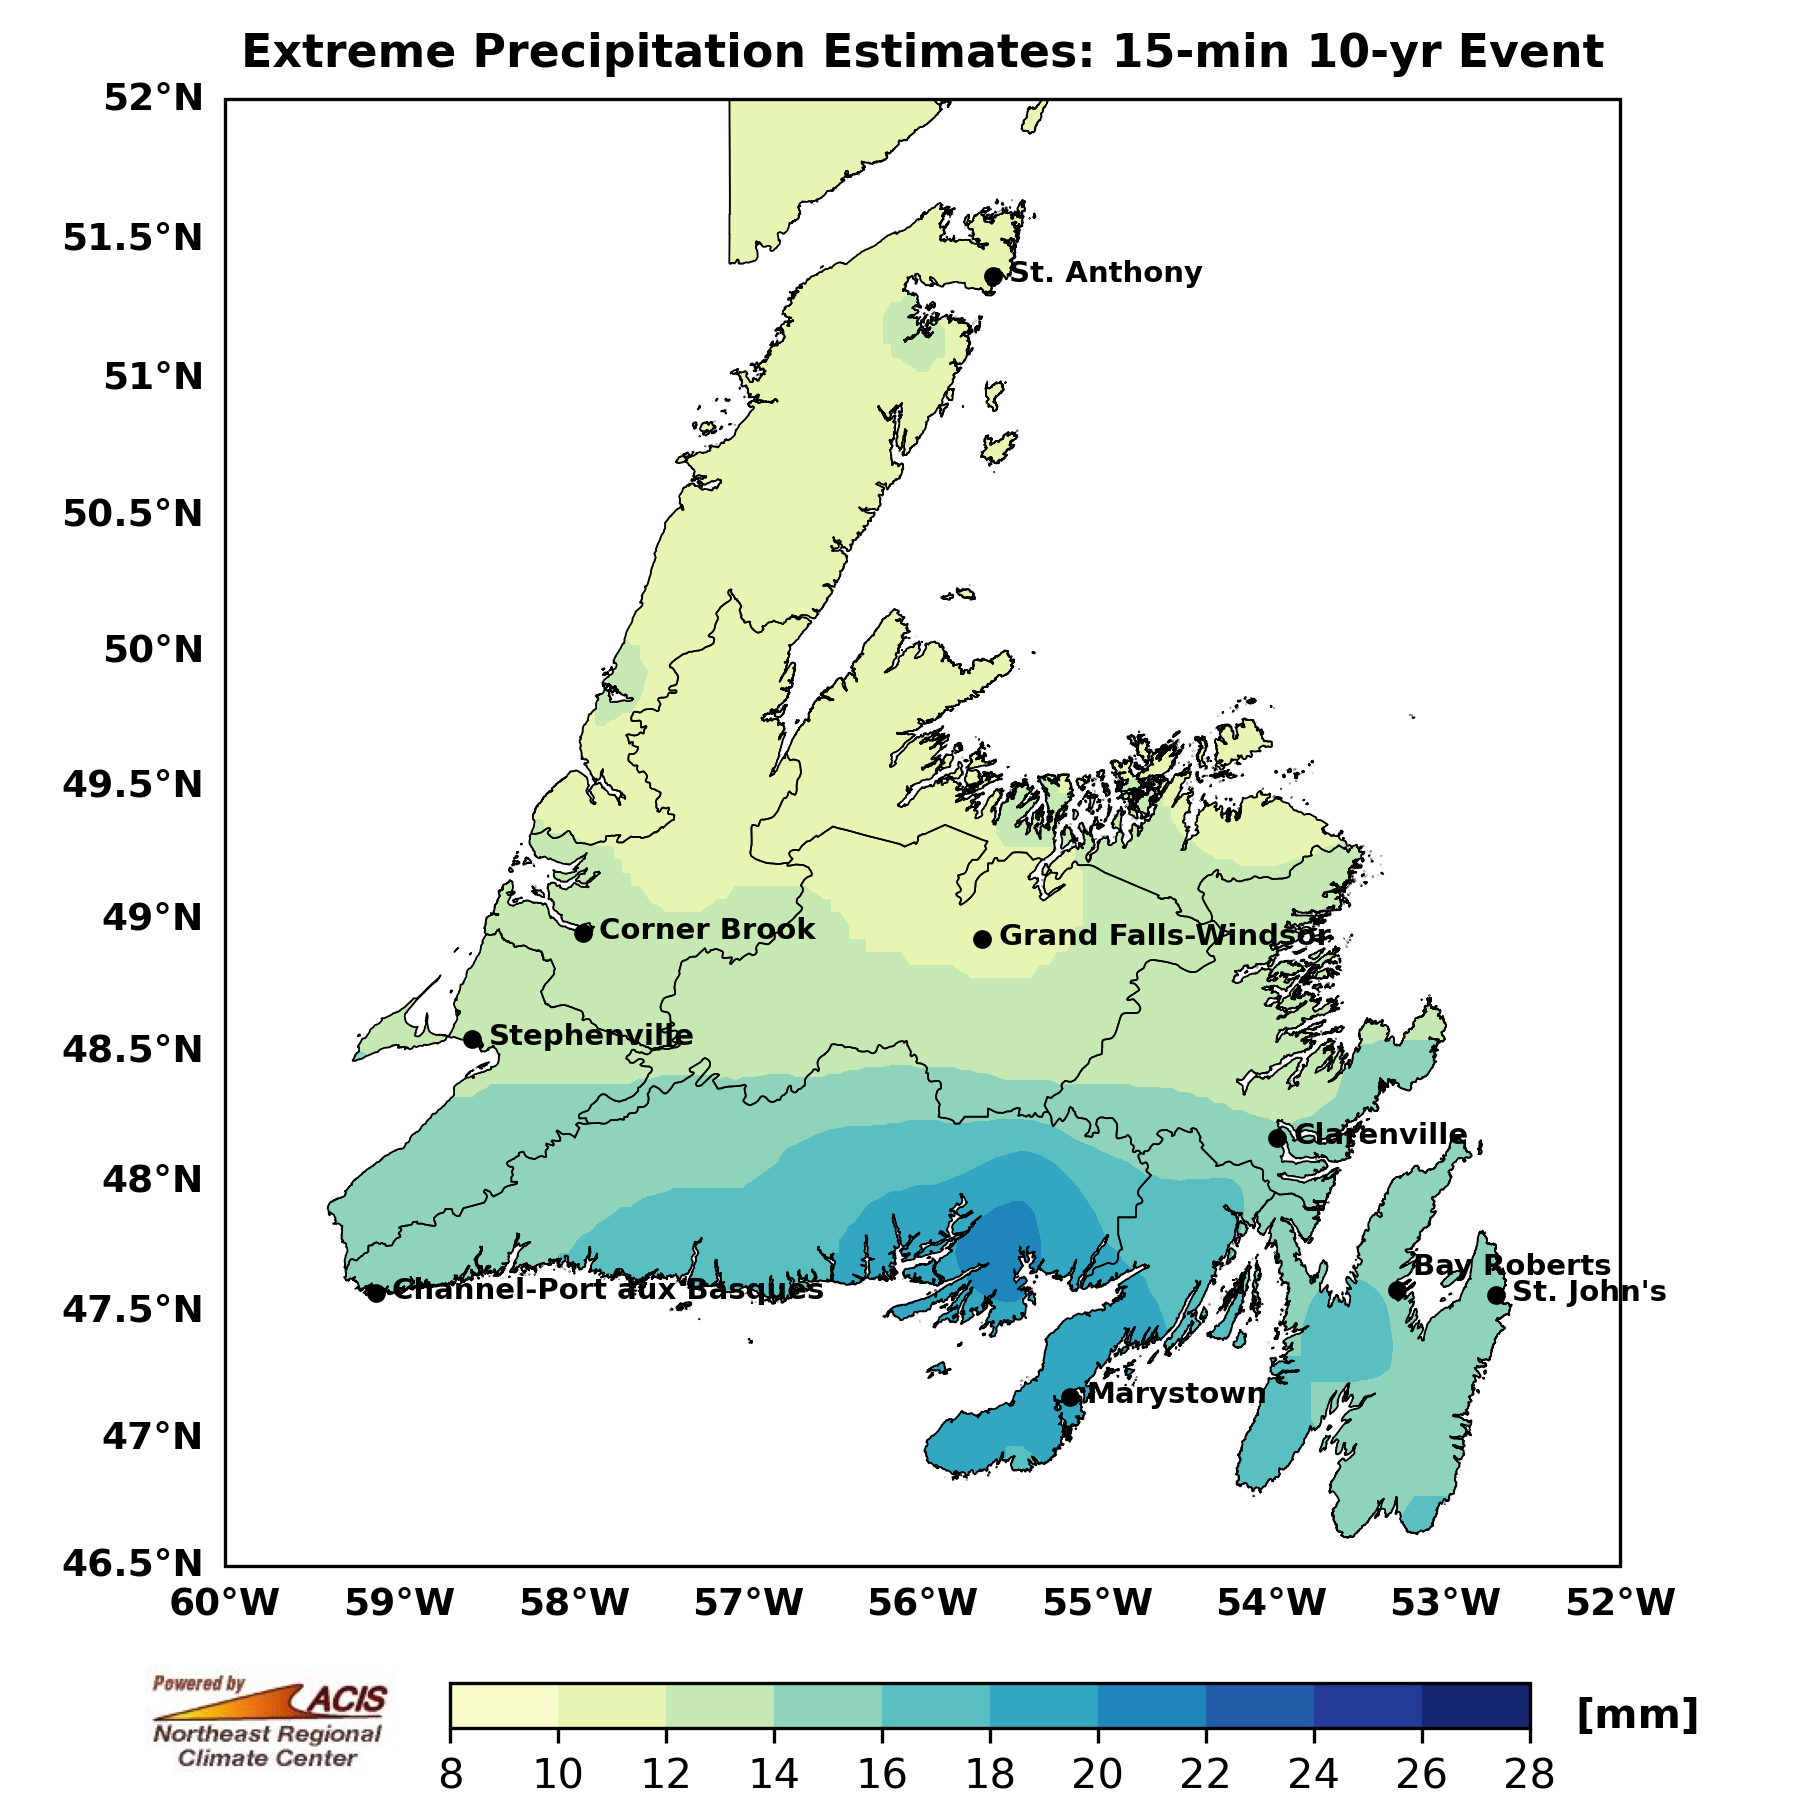 Extreme Precipitation Estimates: 15-min 10-yr Event
52°N
51.5°N
51°N
50.5°N
50°N
49.5°N
49°N
48.5°N
48°N
47.5°N
47°N
46.5°N
St. Anthony
Corner Brook
Grand Falls-Windsor
Stephenville
Clarenville
Bay Roberts
St. John's
Channel-Port aux Basques
Marystown
60°W 59°W 58°W 57°W 56°W 55°W 54°W 53°W 52°W
Powered by
ACIS
Northeast Regional
Climate Center
[mm]
8 10 12 14 16 18 20 22 24 26 28